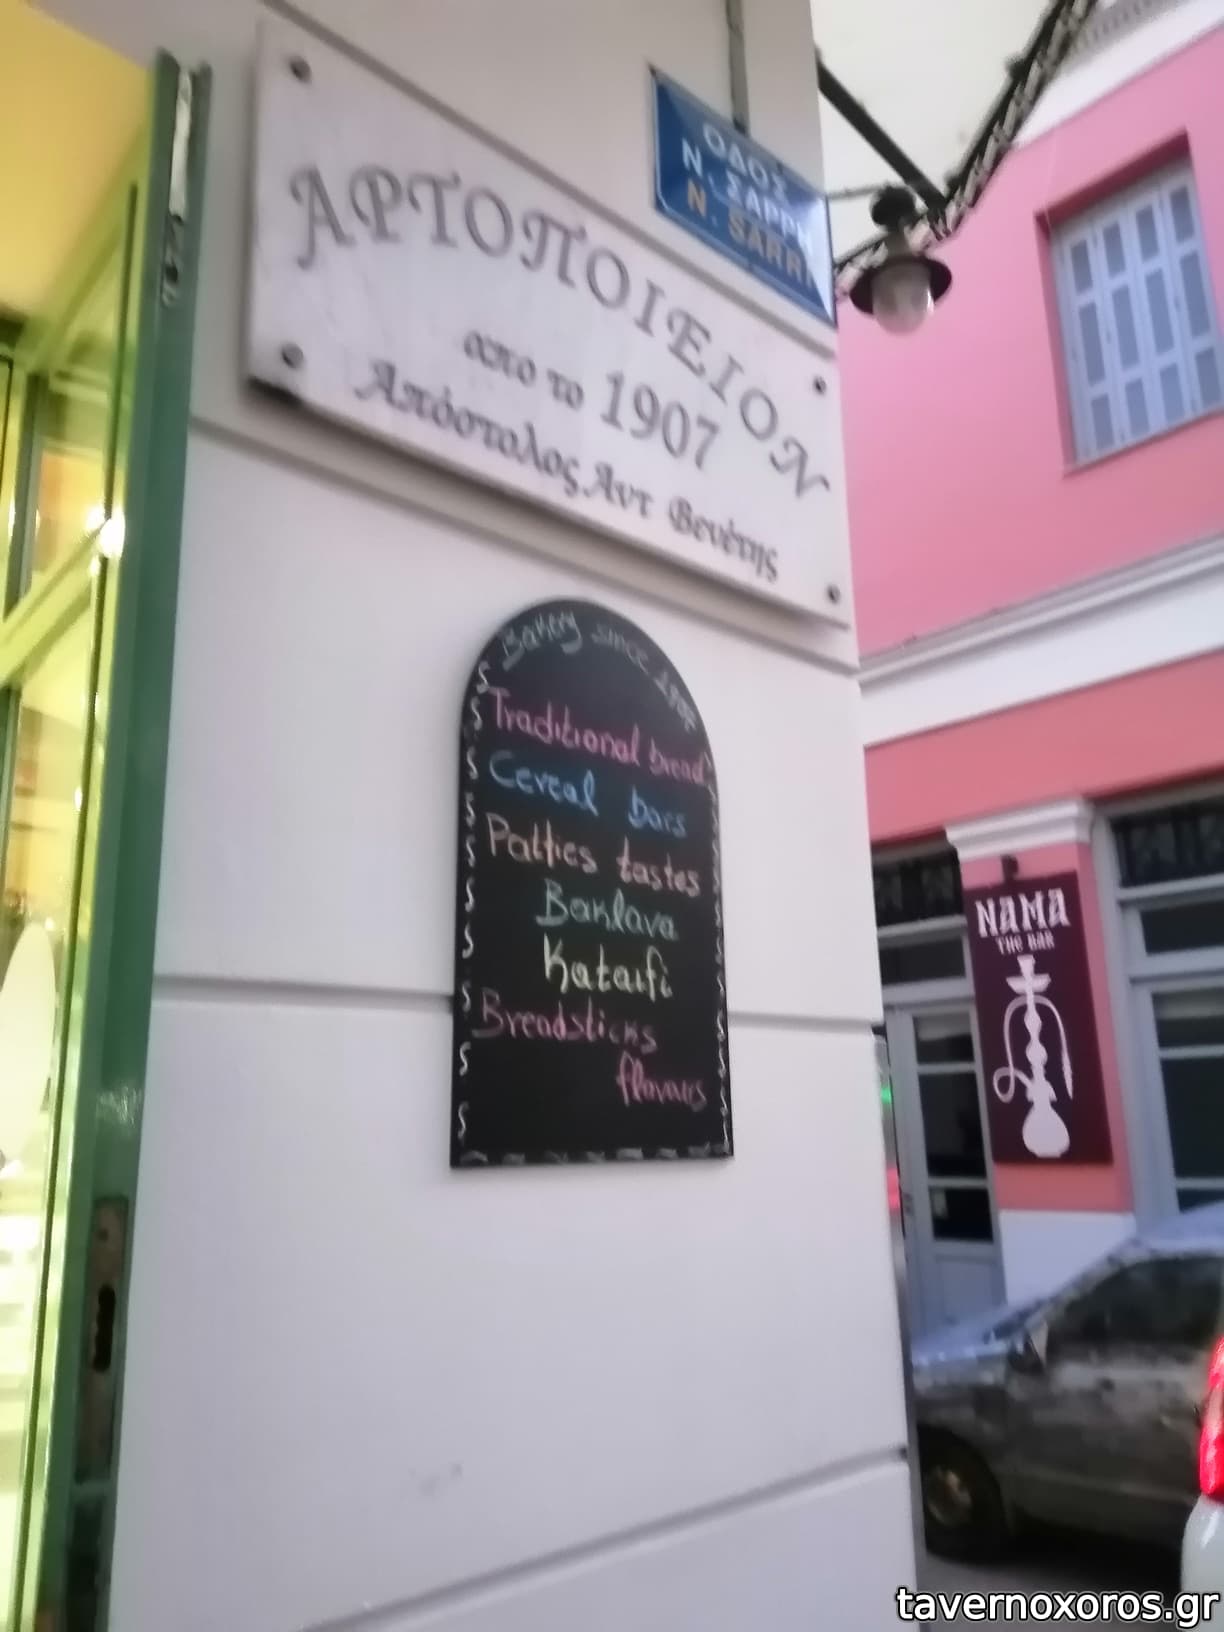 ΑΡΤΟΠΟΙΕΙΟΝ
απο το 1907
Απόστολος Αντ Βενέτης
ΟΔΟΣ
Ν. ΣΑΡΡΗ
N. SARRI
Bakery since
Traditional bread
Cereal bars
Patties tastes
Baklava
Kataifi
Breadsticks
flavours
NAMA
THE BAR
tavernoxoros.gr